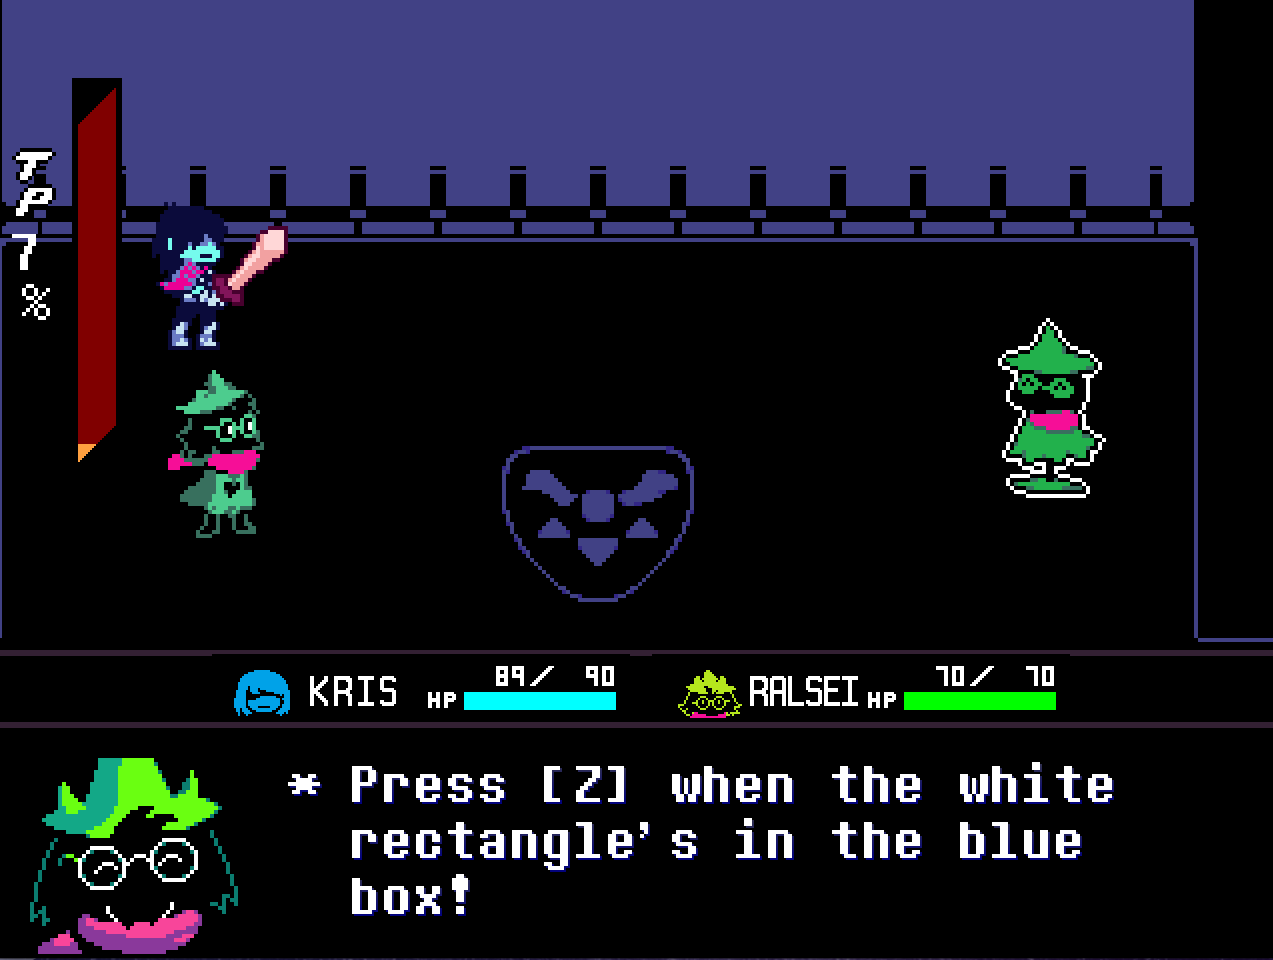 TP
7
%
KRIS HP 89/ 90 RALSEI HP 70/ 70
* Press [Z] when the white
rectangle's in the blue
box!